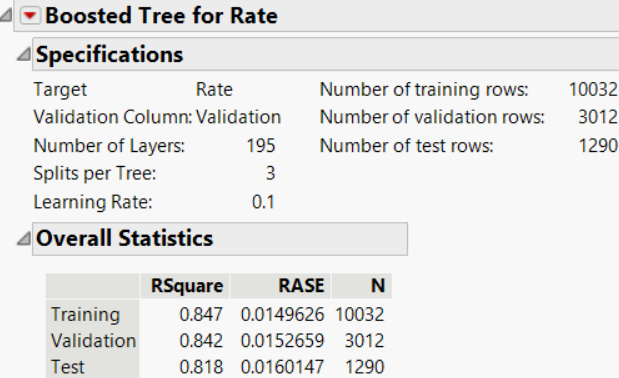 Boosted Tree for Rate
Specifications
Target Rate Number of training rows: 10032
Validation Column: Validation Number of validation rows: 3012
Number of Layers: 195 Number of test rows: 1290
Splits per Tree: 3
Learning Rate: 0.1
Overall Statistics
RSquare RASE N
Training 0.847 0.0149626 10032
Validation 0.842 0.0152659 3012
Test 0.818 0.0160147 1290